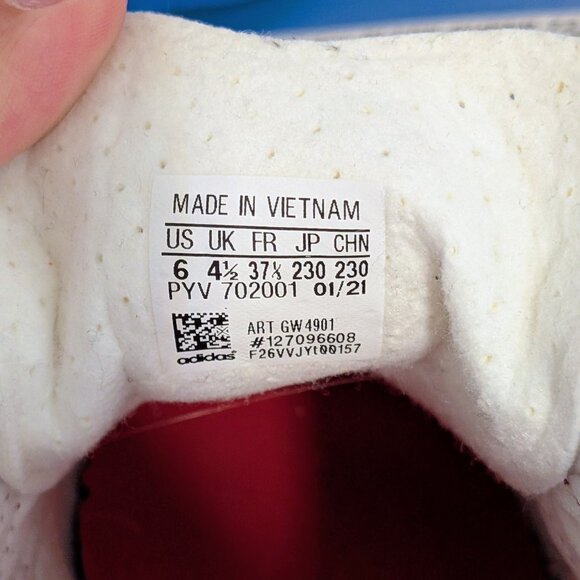 MADE IN VIETNAM
US UK FR JP CHN
6 4½ 37⅓ 230 230
PYV 702001 01/21
ART GW4901
#127096608
adidas F26VVJYt00157